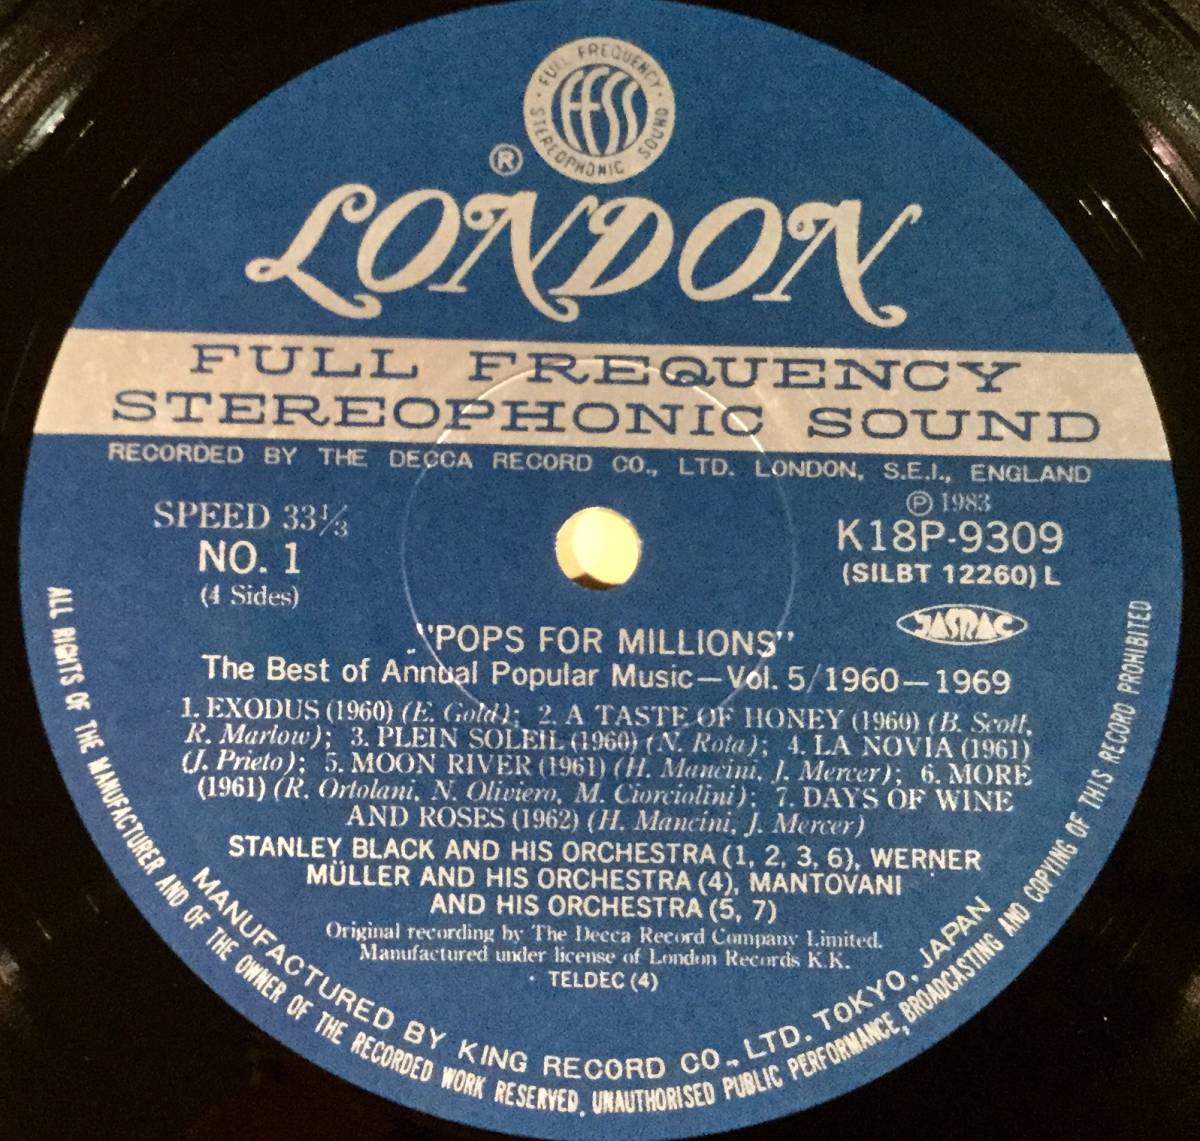 FULL FREQUENCY
STEREOPHONIC SOUND
ffss
®
LONDON
FULL FREQUENCY
STEREOPHONIC SOUND
RECORDED BY THE DECCA RECORD CO., LTD. LONDON, S.E.I., ENGLAND
SPEED 33⅓
NO. 1
(4 Sides)
℗ 1983
K18P-9309
(SILBT 12260) L
JASRAC
"POPS FOR MILLIONS"
The Best of Annual Popular Music—Vol. 5/1960—1969
1. EXODUS (1960) (E. Gold); 2. A TASTE OF HONEY (1960) (B. Scott,
R. Marlow); 3. PLEIN SOLEIL (1960) (N. Rota); 4. LA NOVIA (1961)
(J. Prieto); 5. MOON RIVER (1961) (H. Mancini, J. Mercer); 6. MORE
(1961) (R. Ortolani, N. Oliviero, M. Ciorciolini); 7. DAYS OF WINE
AND ROSES (1962) (H. Mancini, J. Mercer)
STANLEY BLACK AND HIS ORCHESTRA (1, 2, 3, 6), WERNER
MÜLLER AND HIS ORCHESTRA (4), MANTOVANI
AND HIS ORCHESTRA (5, 7)
Original recording by The Decca Record Company Limited.
Manufactured under license of London Records K.K.
· TELDEC (4)
MANUFACTURED BY KING RECORD CO., LTD. TOKYO, JAPAN
ALL RIGHTS OF THE MANUFACTURER AND OF THE OWNER OF THE RECORDED WORK RESERVED. UNAUTHORISED PUBLIC PERFORMANCE, BROADCASTING AND COPYING OF THIS RECORD PROHIBITED